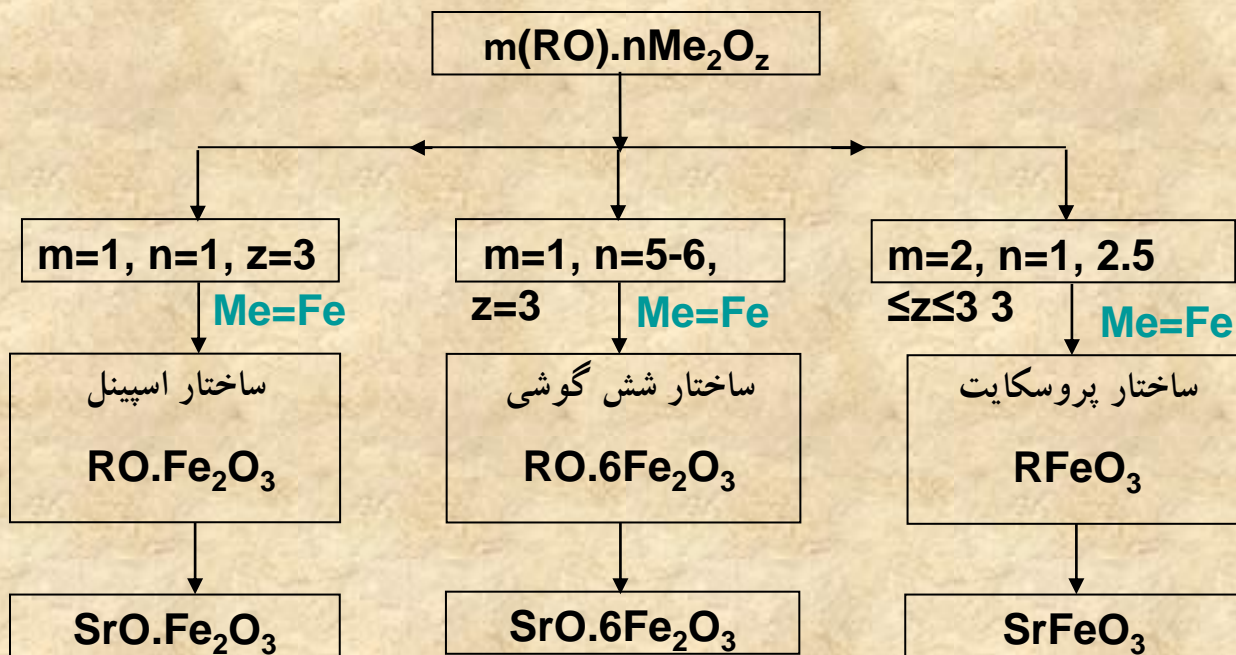 m(RO).nMe₂O_z
m=1, n=1, z=3
Me=Fe
ساختار اسپینل
RO.Fe₂O₃
SrO.Fe₂O₃
m=1, n=5-6,
z=3
Me=Fe
ساختار شش گوشی
RO.6Fe₂O₃
SrO.6Fe₂O₃
m=2, n=1, 2.5
≤z≤3 3
Me=Fe
ساختار پروسکایت
RFeO₃
SrFeO₃